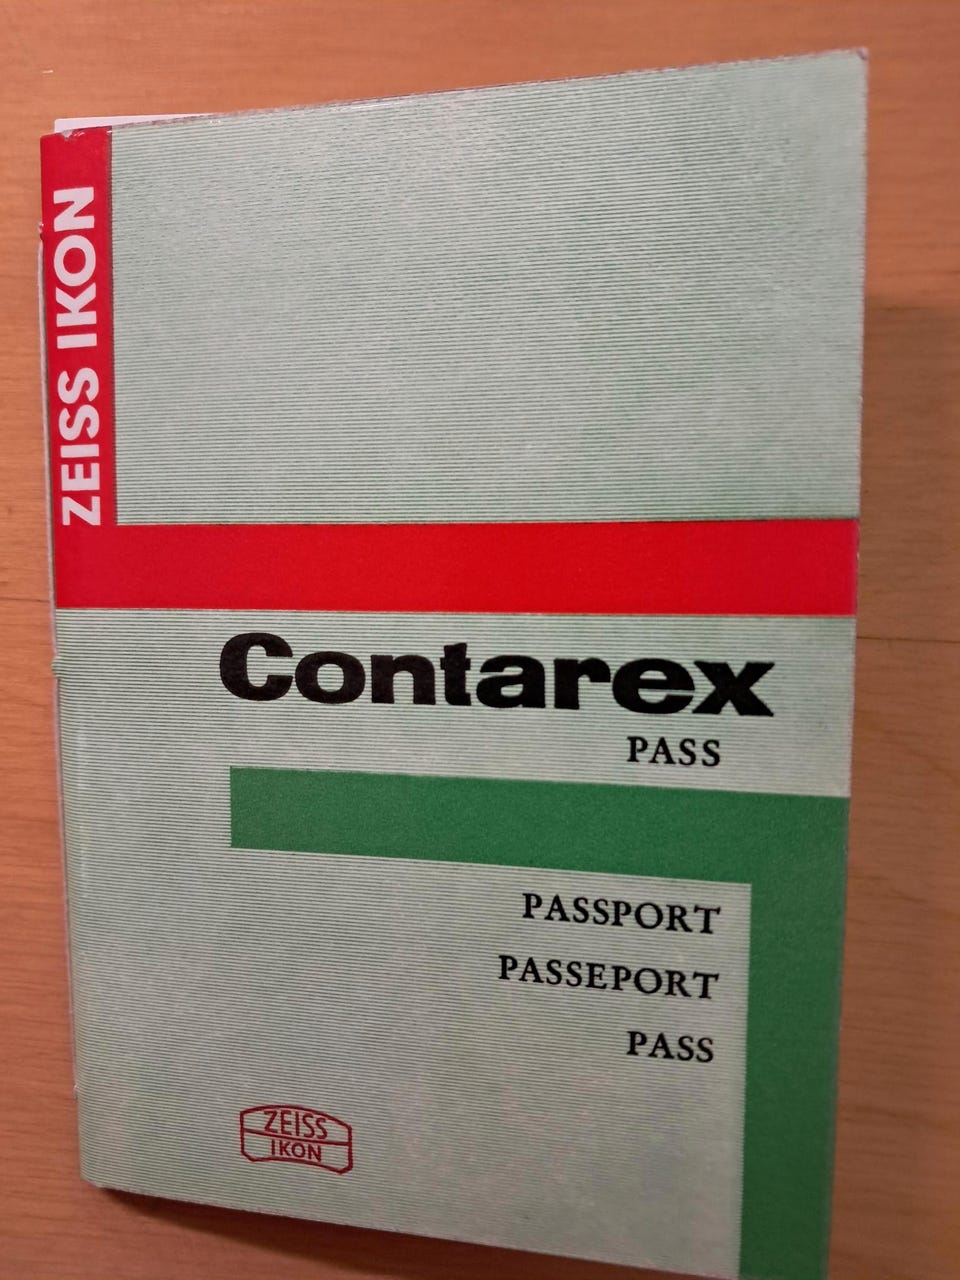 ZEISS IKON
Contarex
PASS
PASSPORT
PASSEPORT
PASS
ZEISS
IKON